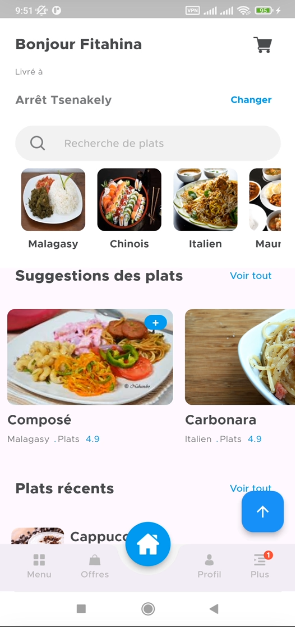 9:51
VPN
Bonjour Fitahina
Livré à
Arrêt Tsenakely
Changer
Recherche de plats
Malagasy
Chinois
Italien
Maur
Suggestions des plats
Voir tout
Composé
Malagasy . Plats 4.9
Carbonara
Italien . Plats 4.9
Plats récents
Voir tout
Cappucc
Menu
Offres
Profil
Plus
1